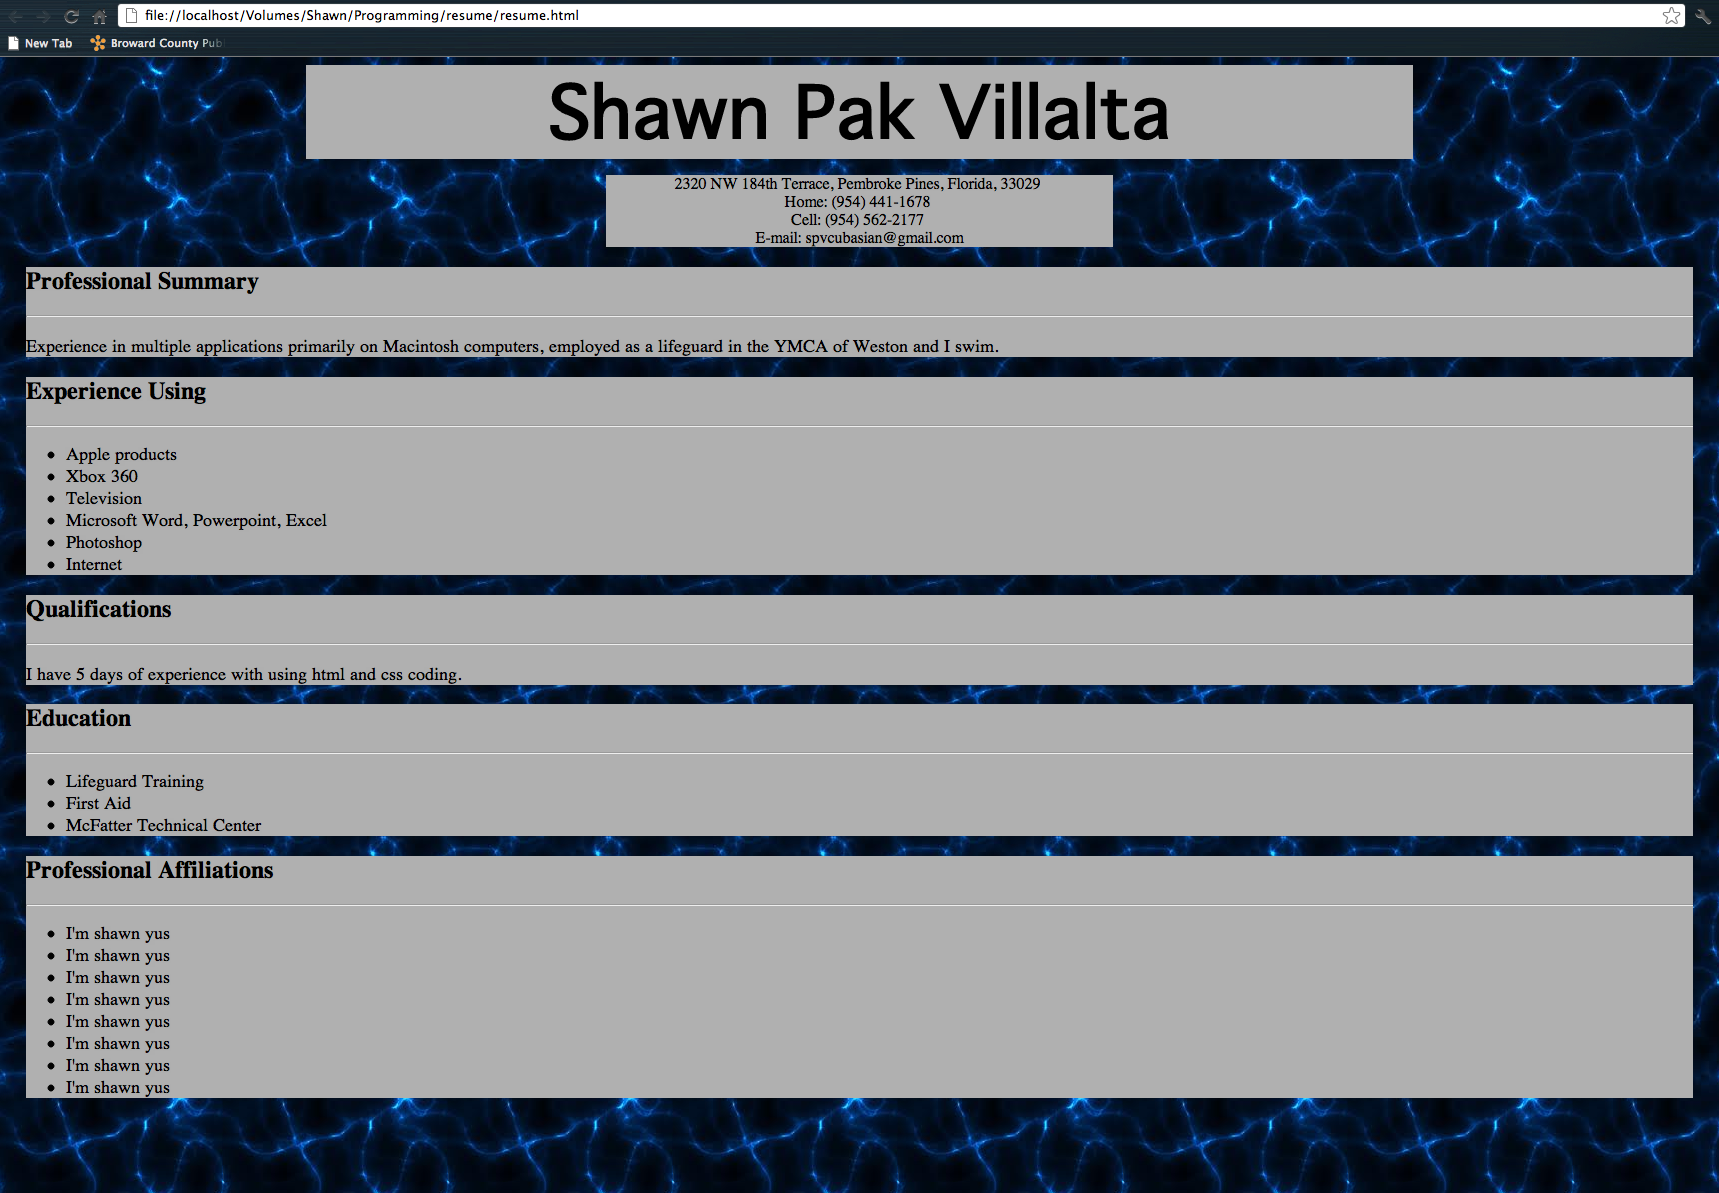 file://localhost/Volumes/Shawn/Programming/resume/resume.html
New Tab
Broward County Pub
Shawn Pak Villalta
2320 NW 184th Terrace, Pembroke Pines, Florida, 33029
Home: (954) 441-1678
Cell: (954) 562-2177
E-mail: spvcubasian@gmail.com
Professional Summary
Experience in multiple applications primarily on Macintosh computers, employed as a lifeguard in the YMCA of Weston and I swim.
Experience Using
Apple products
Xbox 360
Television
Microsoft Word, Powerpoint, Excel
Photoshop
Internet
Qualifications
I have 5 days of experience with using html and css coding.
Education
Lifeguard Training
First Aid
McFatter Technical Center
Professional Affiliations
I'm shawn yus
I'm shawn yus
I'm shawn yus
I'm shawn yus
I'm shawn yus
I'm shawn yus
I'm shawn yus
I'm shawn yus